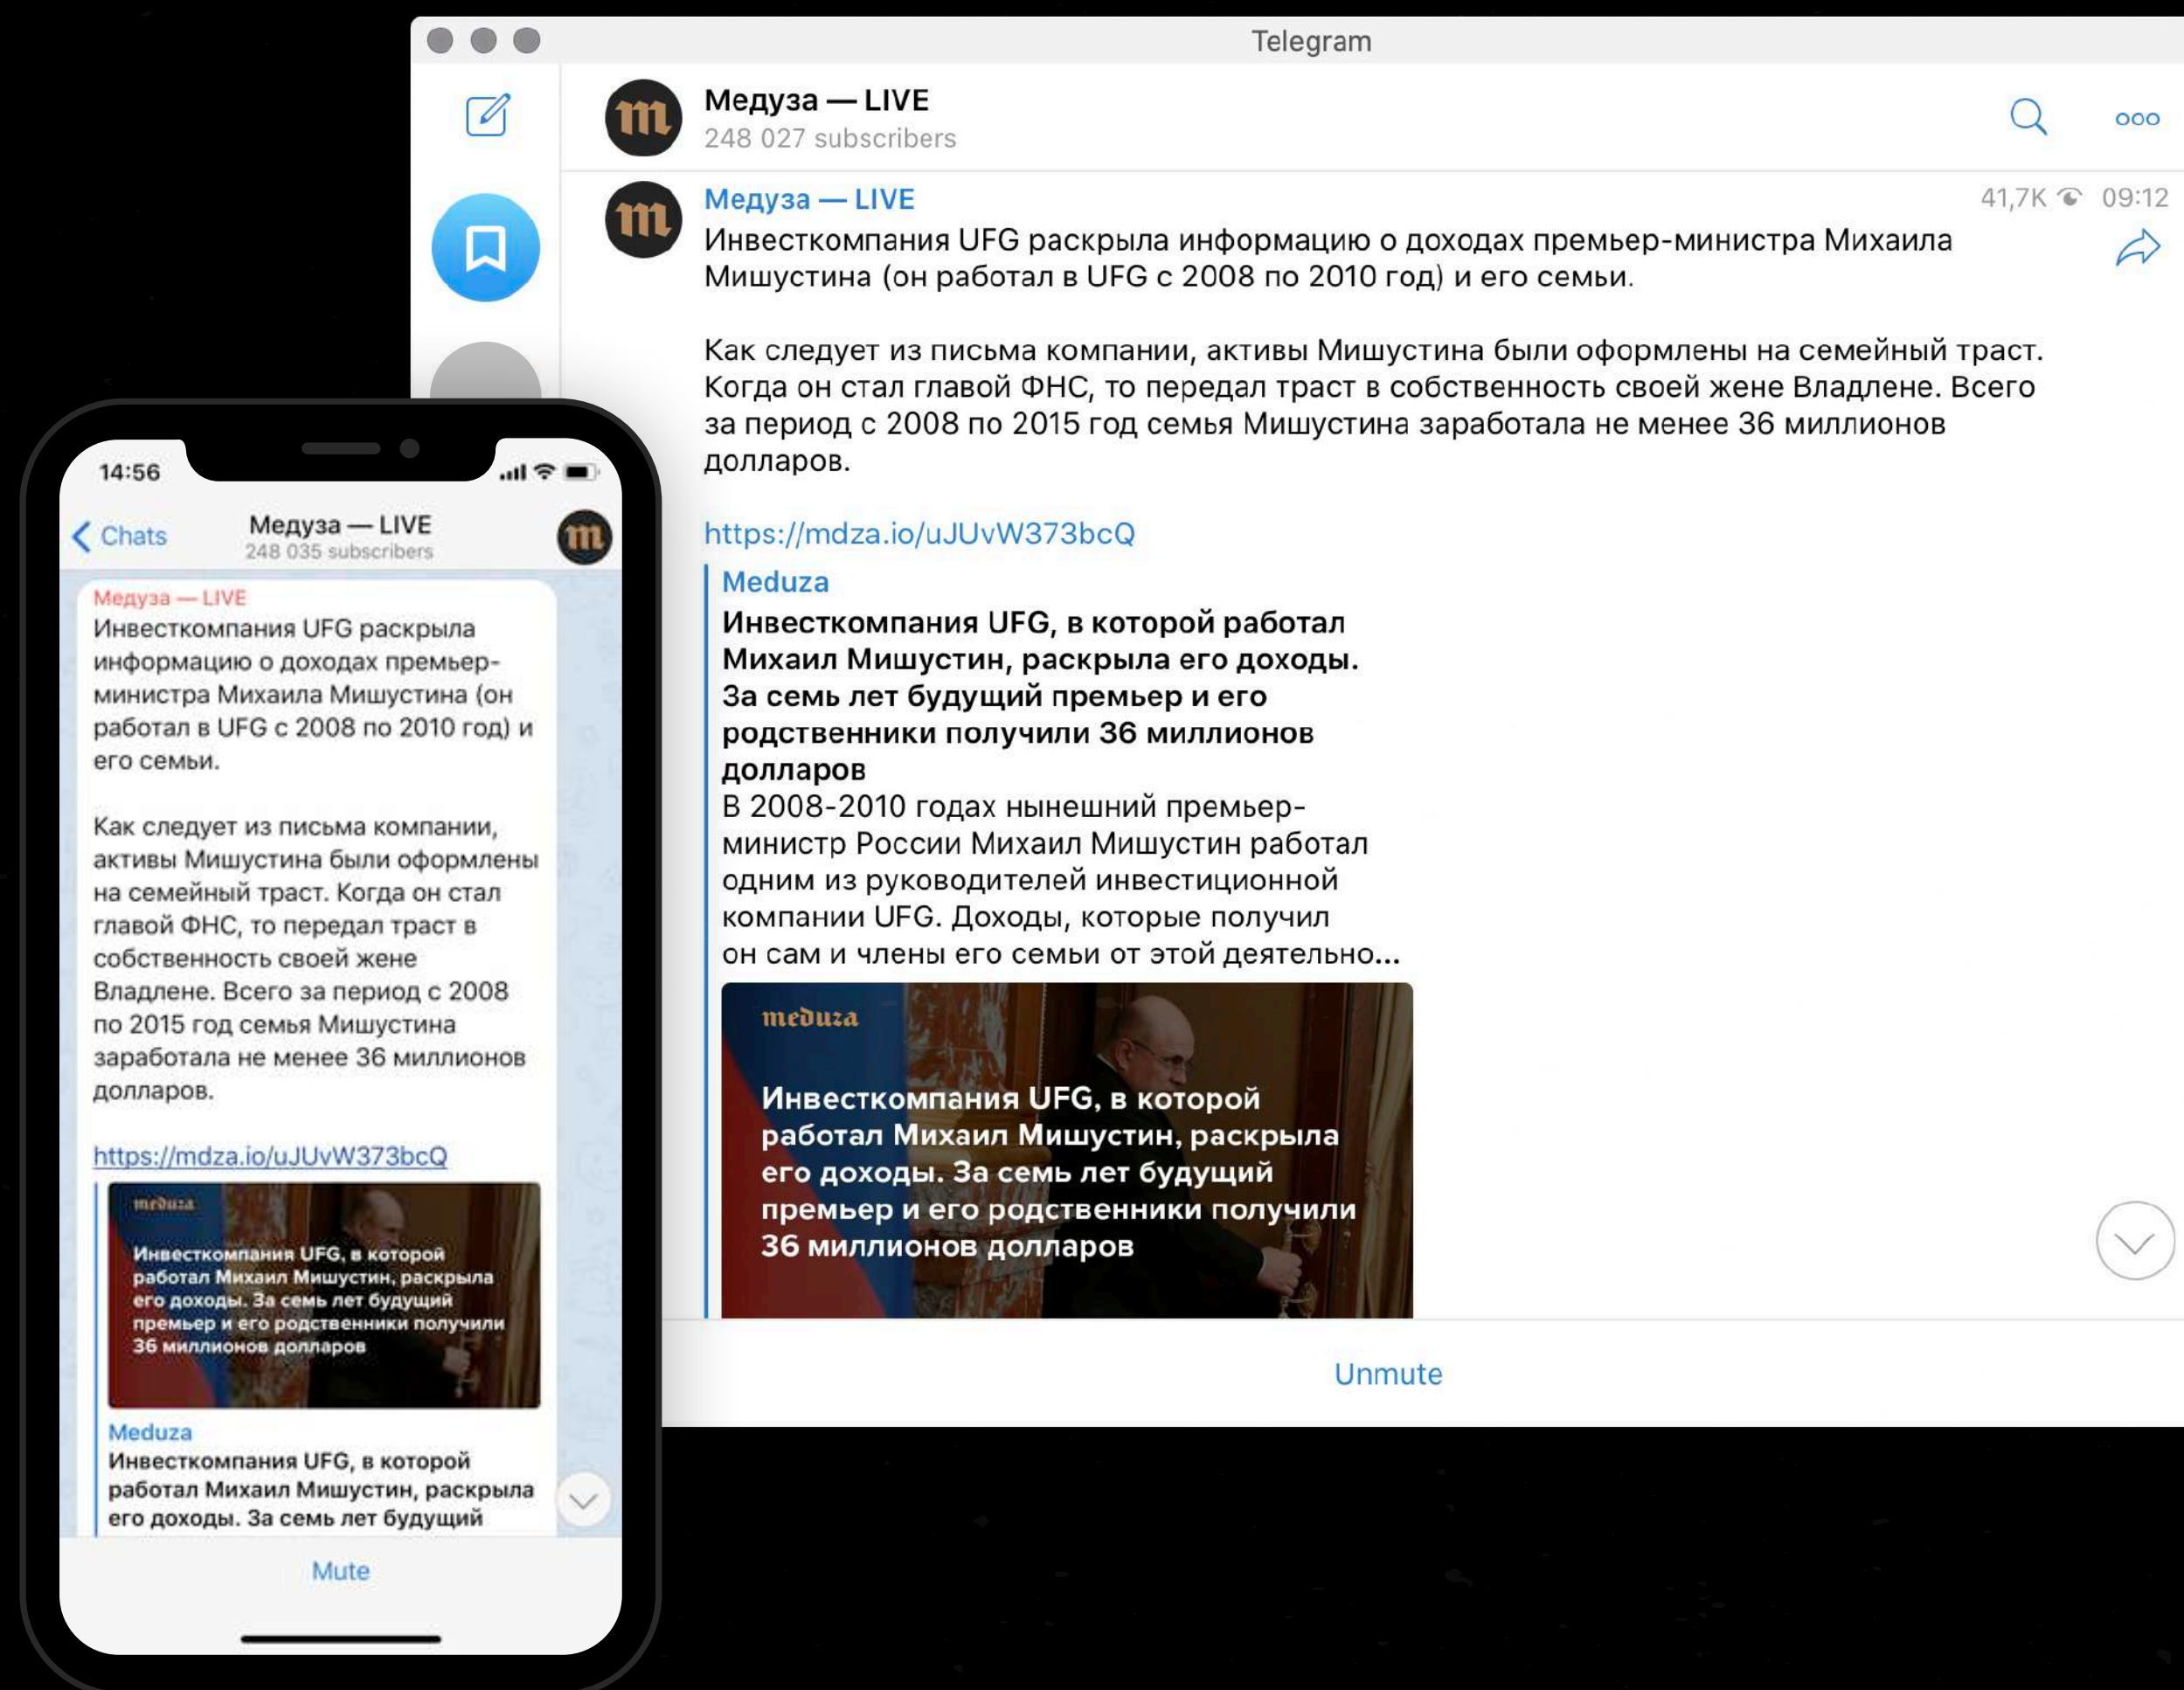 Telegram
Медуза — LIVE
248 027 subscribers
Медуза — LIVE
41,7K 09:12
Инвесткомпания UFG раскрыла информацию о доходах премьер-министра Михаила
Мишустина (он работал в UFG с 2008 по 2010 год) и его семьи.
Как следует из письма компании, активы Мишустина были оформлены на семейный траст.
Когда он стал главой ФНС, то передал траст в собственность своей жене Владлене. Всего
за период с 2008 по 2015 год семья Мишустина заработала не менее 36 миллионов
долларов.
https://mdza.io/uJUvW373bcQ
Meduza
Инвесткомпания UFG, в которой работал
Михаил Мишустин, раскрыла его доходы.
За семь лет будущий премьер и его
родственники получили 36 миллионов
долларов
В 2008-2010 годах нынешний премьер-
министр России Михаил Мишустин работал
одним из руководителей инвестиционной
компании UFG. Доходы, которые получил
он сам и члены его семьи от этой деятельно...
meduza
Инвесткомпания UFG, в которой
работал Михаил Мишустин, раскрыла
его доходы. За семь лет будущий
премьер и его родственники получили
36 миллионов долларов
Unmute
14:56
Chats
Медуза — LIVE
248 035 subscribers
Медуза — LIVE
Инвесткомпания UFG раскрыла
информацию о доходах премьер-
министра Михаила Мишустина (он
работал в UFG с 2008 по 2010 год) и
его семьи.
Как следует из письма компании,
активы Мишустина были оформлены
на семейный траст. Когда он стал
главой ФНС, то передал траст в
собственность своей жене
Владлене. Всего за период с 2008
по 2015 год семья Мишустина
заработала не менее 36 миллионов
долларов.
https://mdza.io/uJUvW373bcQ
meduza
Инвесткомпания UFG, в которой
работал Михаил Мишустин, раскрыла
его доходы. За семь лет будущий
премьер и его родственники получили
36 миллионов долларов
Meduza
Инвесткомпания UFG, в которой
работал Михаил Мишустин, раскрыла
его доходы. За семь лет будущий
Mute